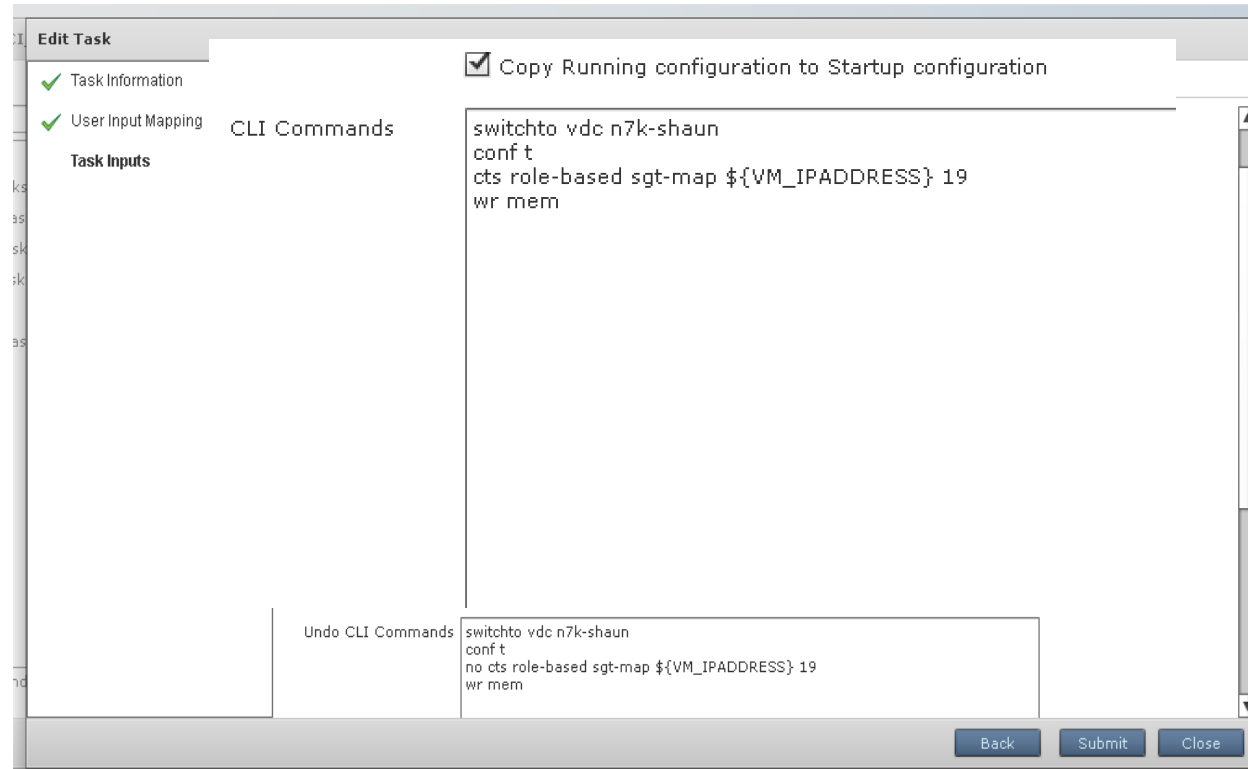 Edit Task
Task Information
User Input Mapping
Task Inputs
Copy Running configuration to Startup configuration
CLI Commands
switchto vdc n7k-shaun
conf t
cts role-based sgt-map ${VM_IPADDRESS} 19
wr mem
Undo CLI Commands
switchto vdc n7k-shaun
conf t
no cts role-based sgt-map ${VM_IPADDRESS} 19
wr mem
Back
Submit
Close